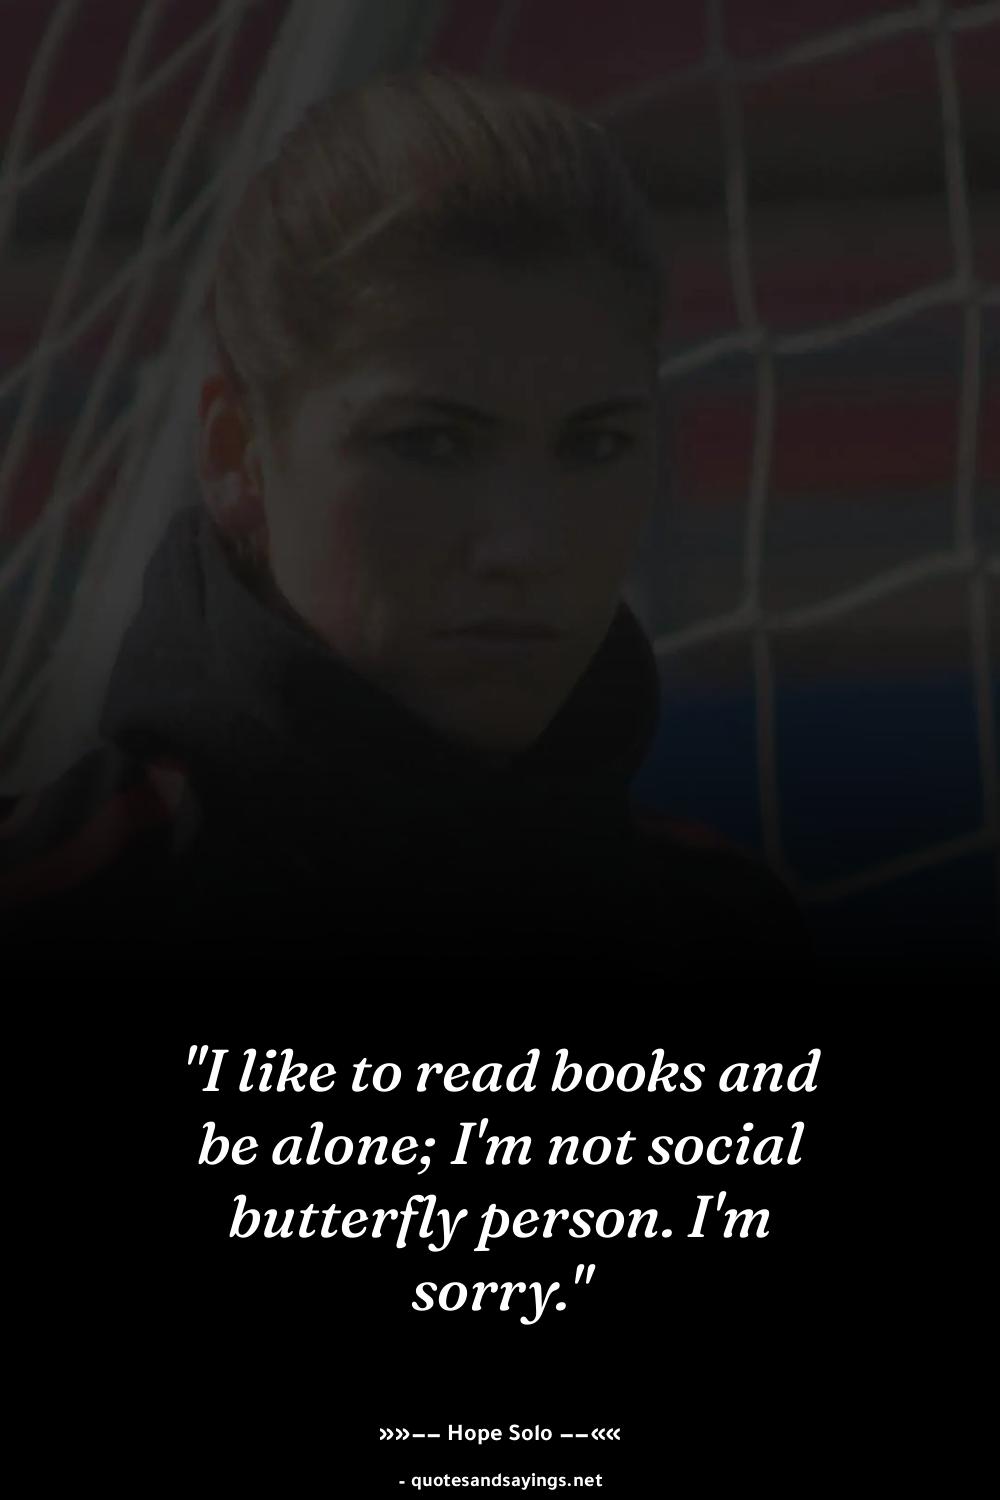 "I like to read books and
be alone; I'm not social
butterfly person. I'm
sorry."
»»–– Hope Solo ––««
- quotesandsayings.net